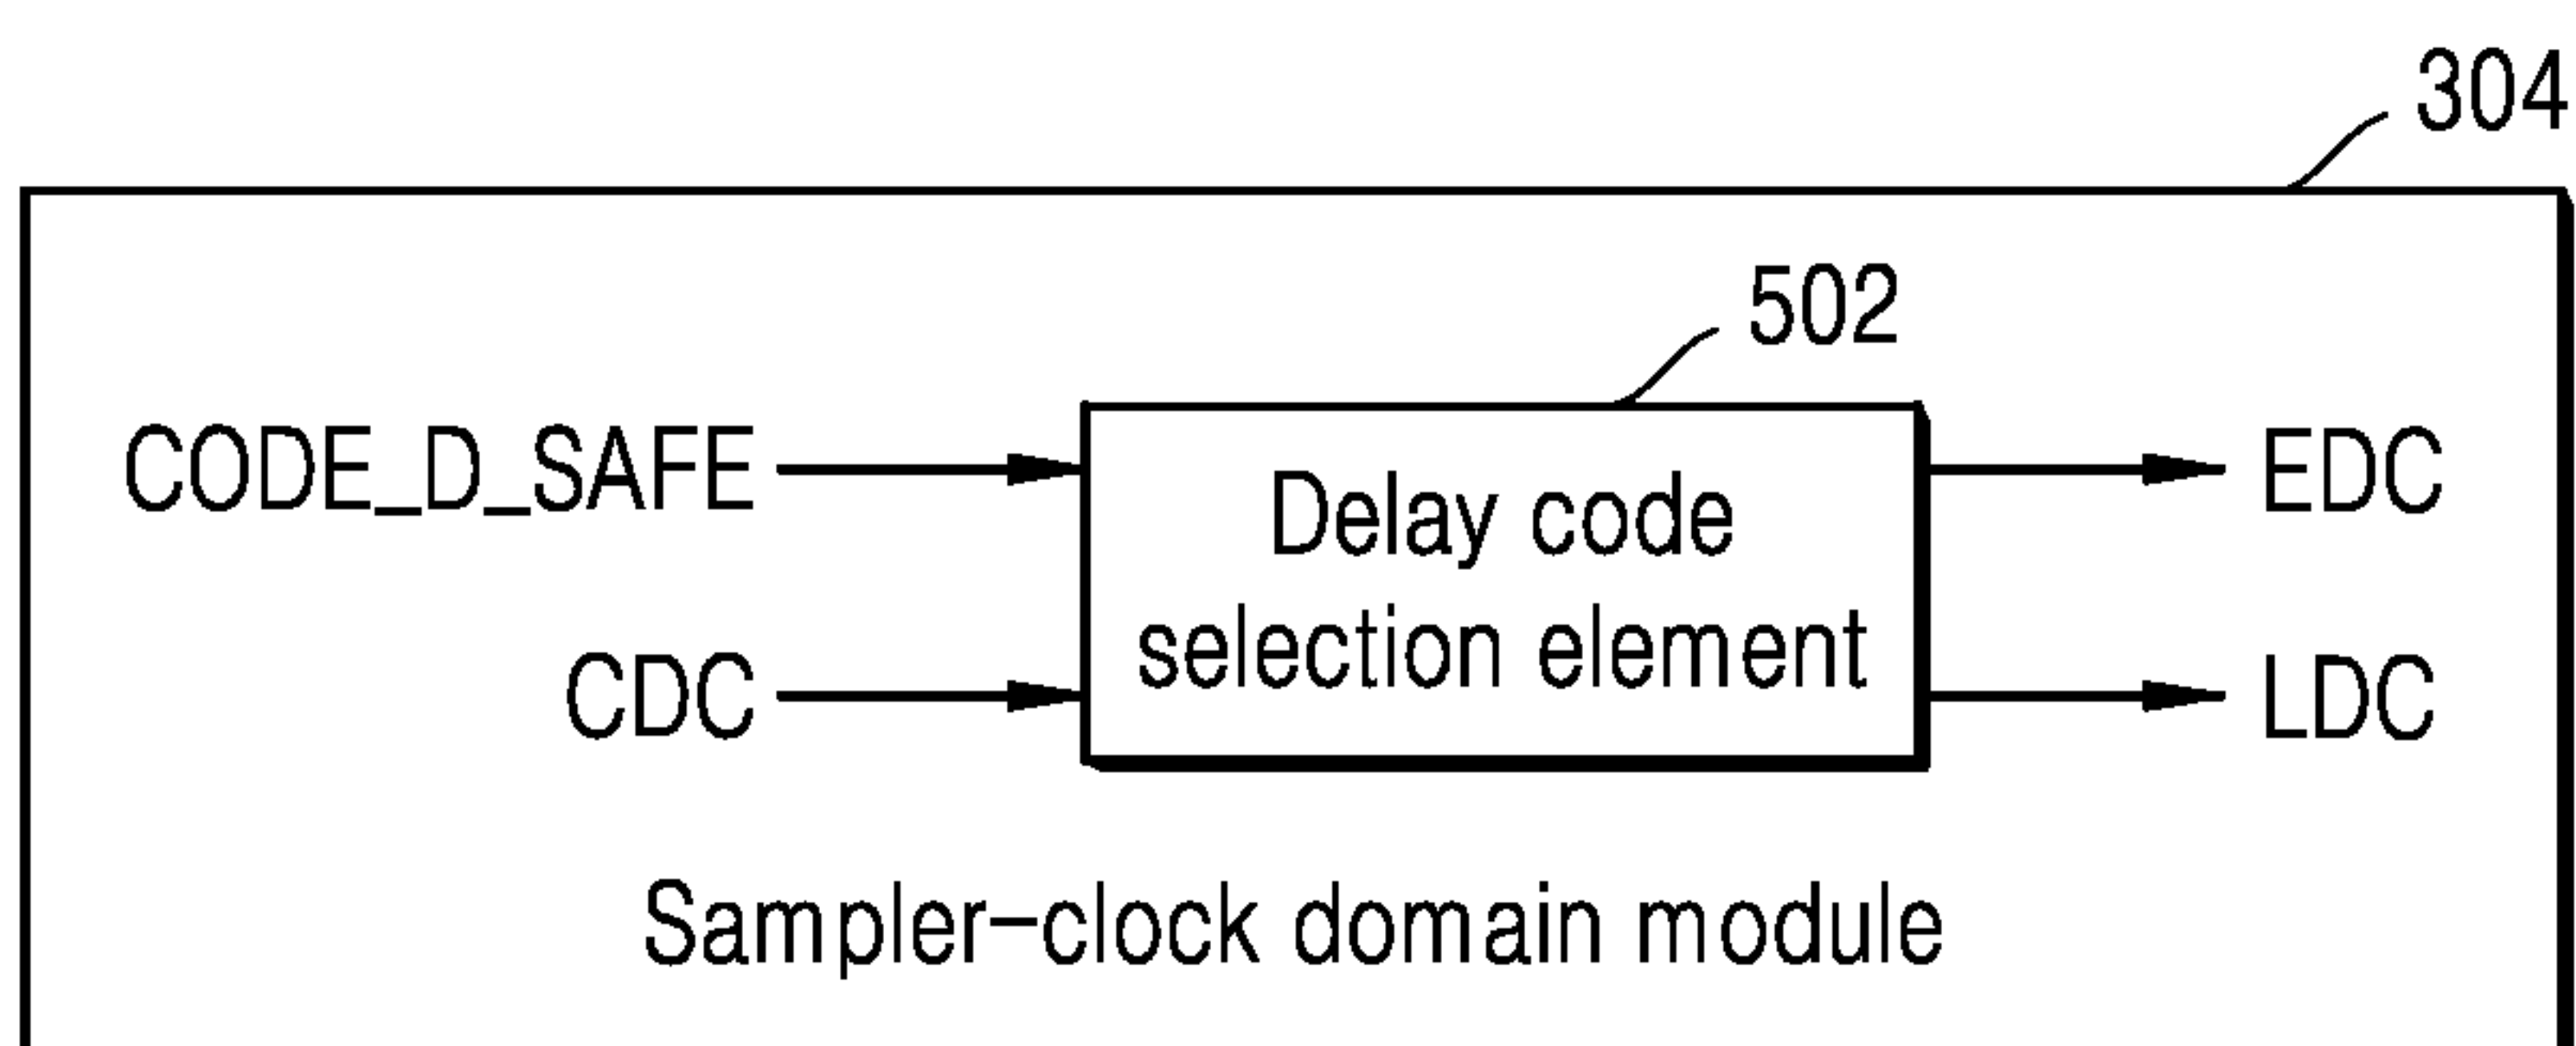 304
502
CODE_D_SAFE
EDC
Delay code
selection element
CDC
LDC
Sampler-clock domain module